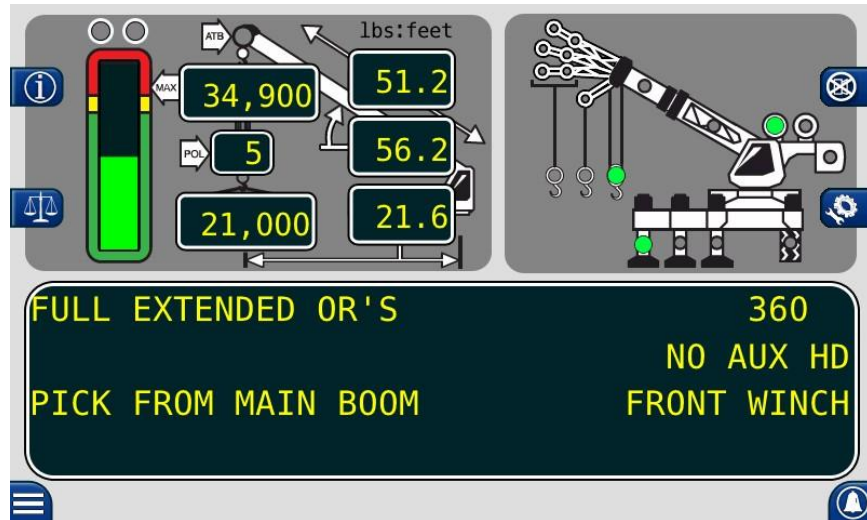 ATB
lbs:feet
51.2
MAX
34,900
POL
5
56.2
21,000
21.6
FULL EXTENDED OR'S 360
NO AUX HD
PICK FROM MAIN BOOM FRONT WINCH